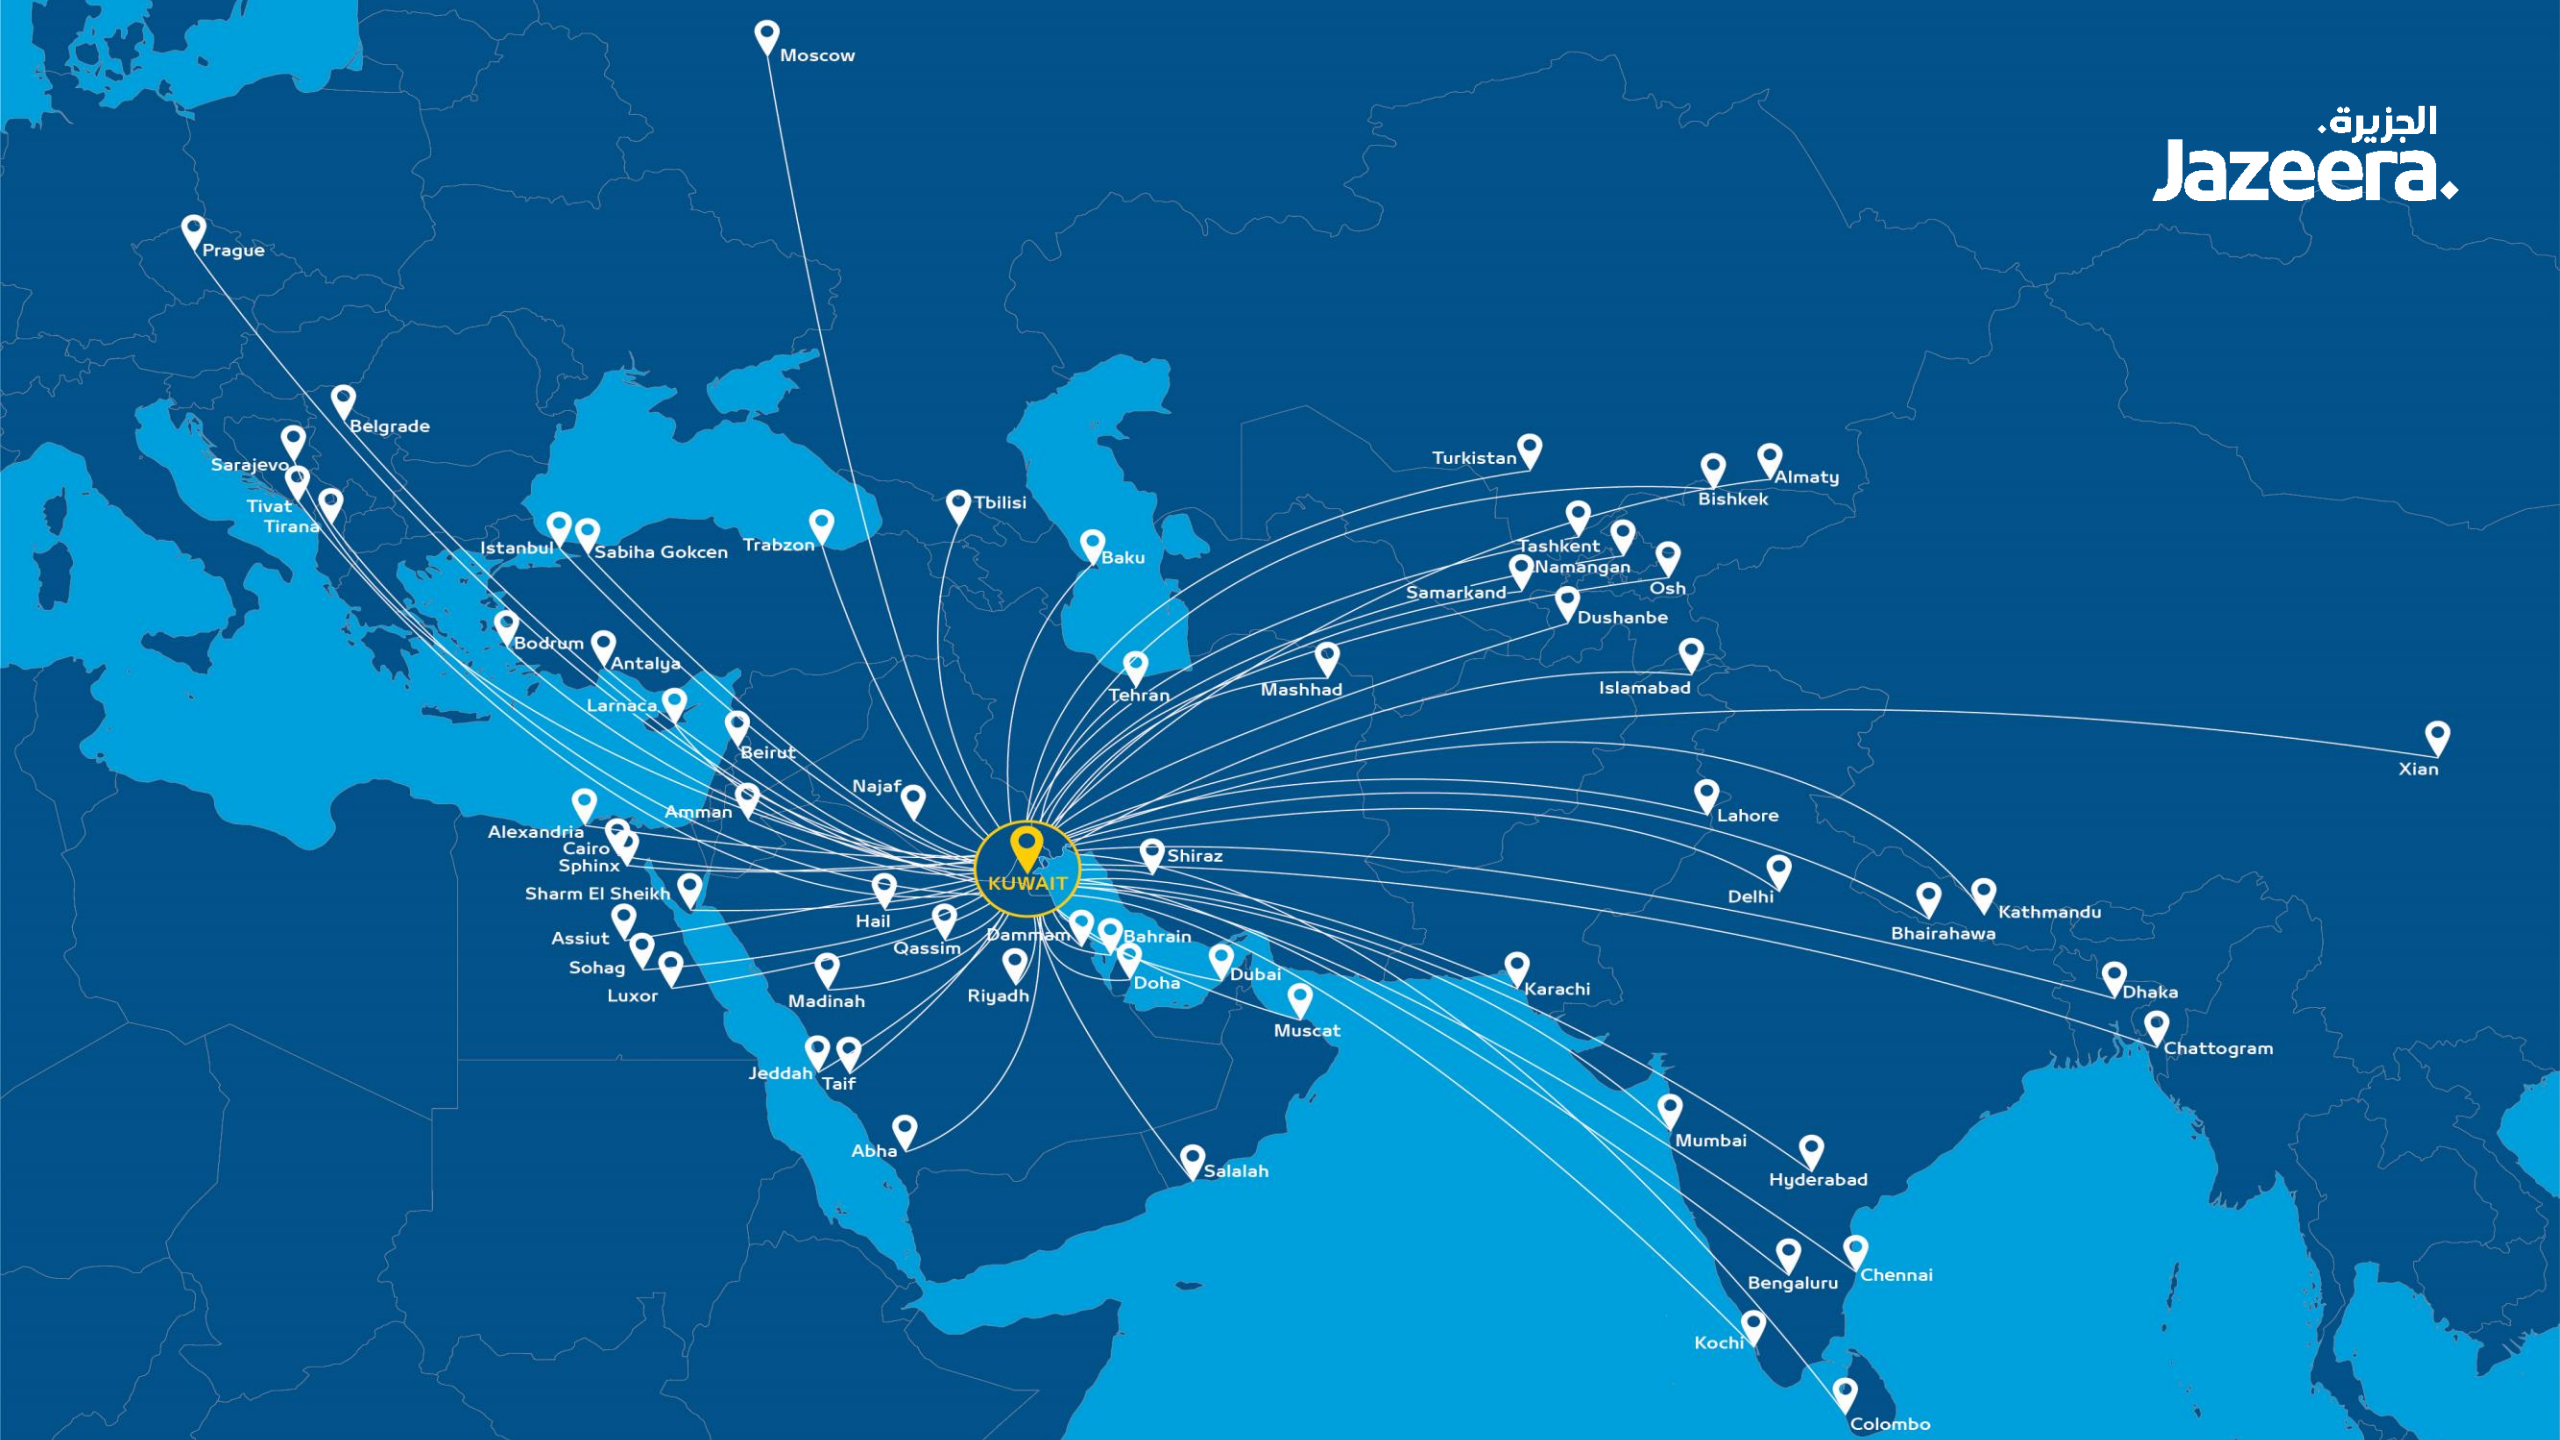 Moscow
الجزيرة.
Jazeera.
Prague
Belgrade
Sarajevo
Tivat
Tirana
Istanbul
Sabiha Gokcen
Trabzon
Tbilisi
Baku
Turkistan
Bishkek
Almaty
Tashkent
Namangan
Samarkand
Osh
Dushanbe
Bodrum
Antalya
Larnaca
Beirut
Tehran
Mashhad
Islamabad
Xian
Najaf
Amman
Alexandria
Cairo
Sphinx
Sharm El Sheikh
Assiut
Sohag
Luxor
KUWAIT
Shiraz
Lahore
Delhi
Bhairahawa
Kathmandu
Hail
Qassim
Dammam
Bahrain
Madinah
Riyadh
Doha
Dubai
Muscat
Karachi
Dhaka
Chattogram
Jeddah
Taif
Abha
Salalah
Mumbai
Hyderabad
Bengaluru
Chennai
Kochi
Colombo